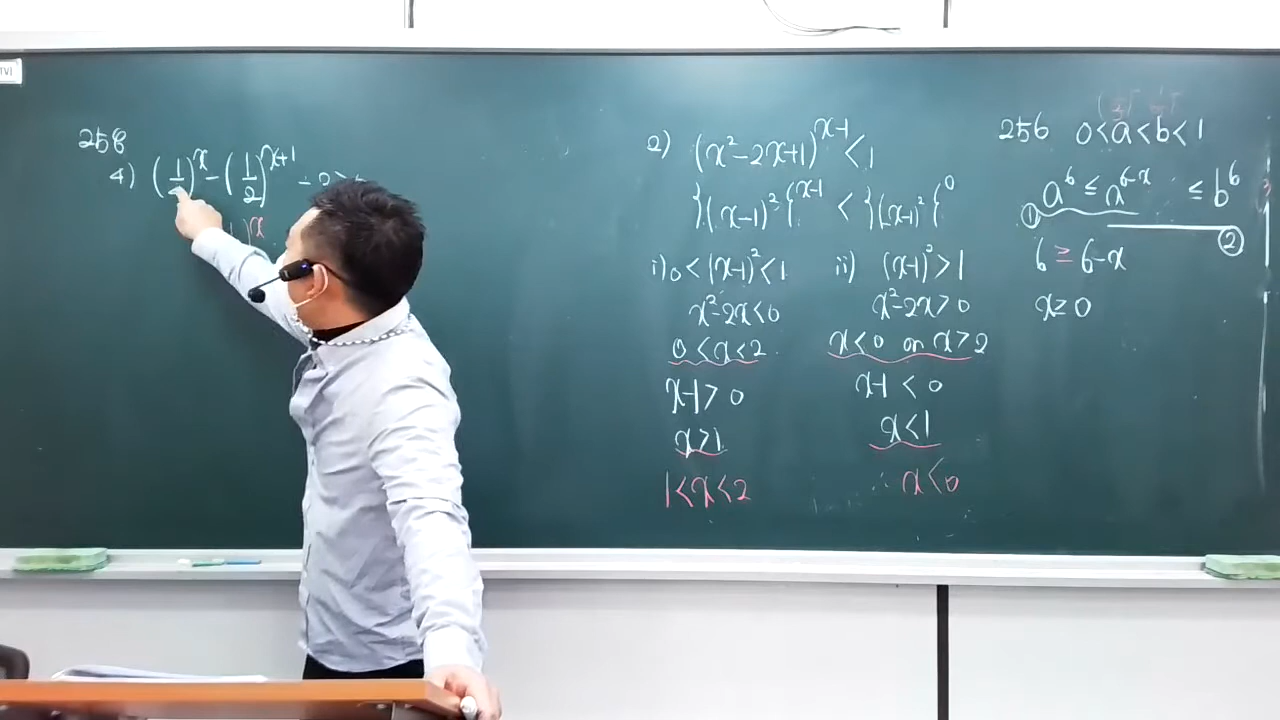 TV)
258
4) (1/ )^x - (1/2)^(x+1) - 2 >
)^x
2) (x²-2x+1)^(x-1) < 1
{(x-1)²}^(x-1) < {(x-1)²}^0
i) 0 < (x-1)² < 1
x²-2x < 0
0 < x < 2
x-1 > 0
x > 1
1 < x < 2
ii) (x-1)² > 1
x²-2x > 0
x < 0 or x > 2
x-1 < 0
x < 1
∴ x < 0
256 0 < a < b < 1
a^6 ≤ a^(6-x) ≤ b^6
① ②
6 ≥ 6-x
x ≥ 0